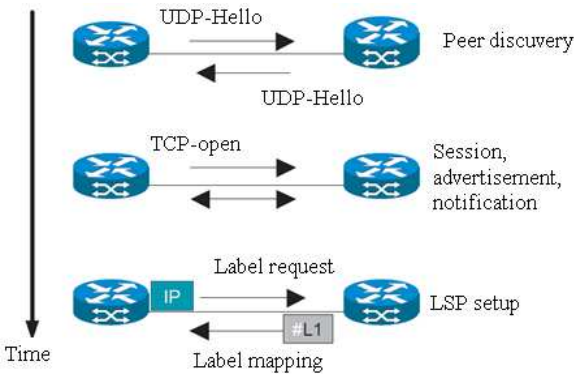 UDP-Hello
Peer discuvery
UDP-Hello
TCP-open
Session,
advertisement,
notification
Label request
IP
LSP setup
#L1
Time
Label mapping